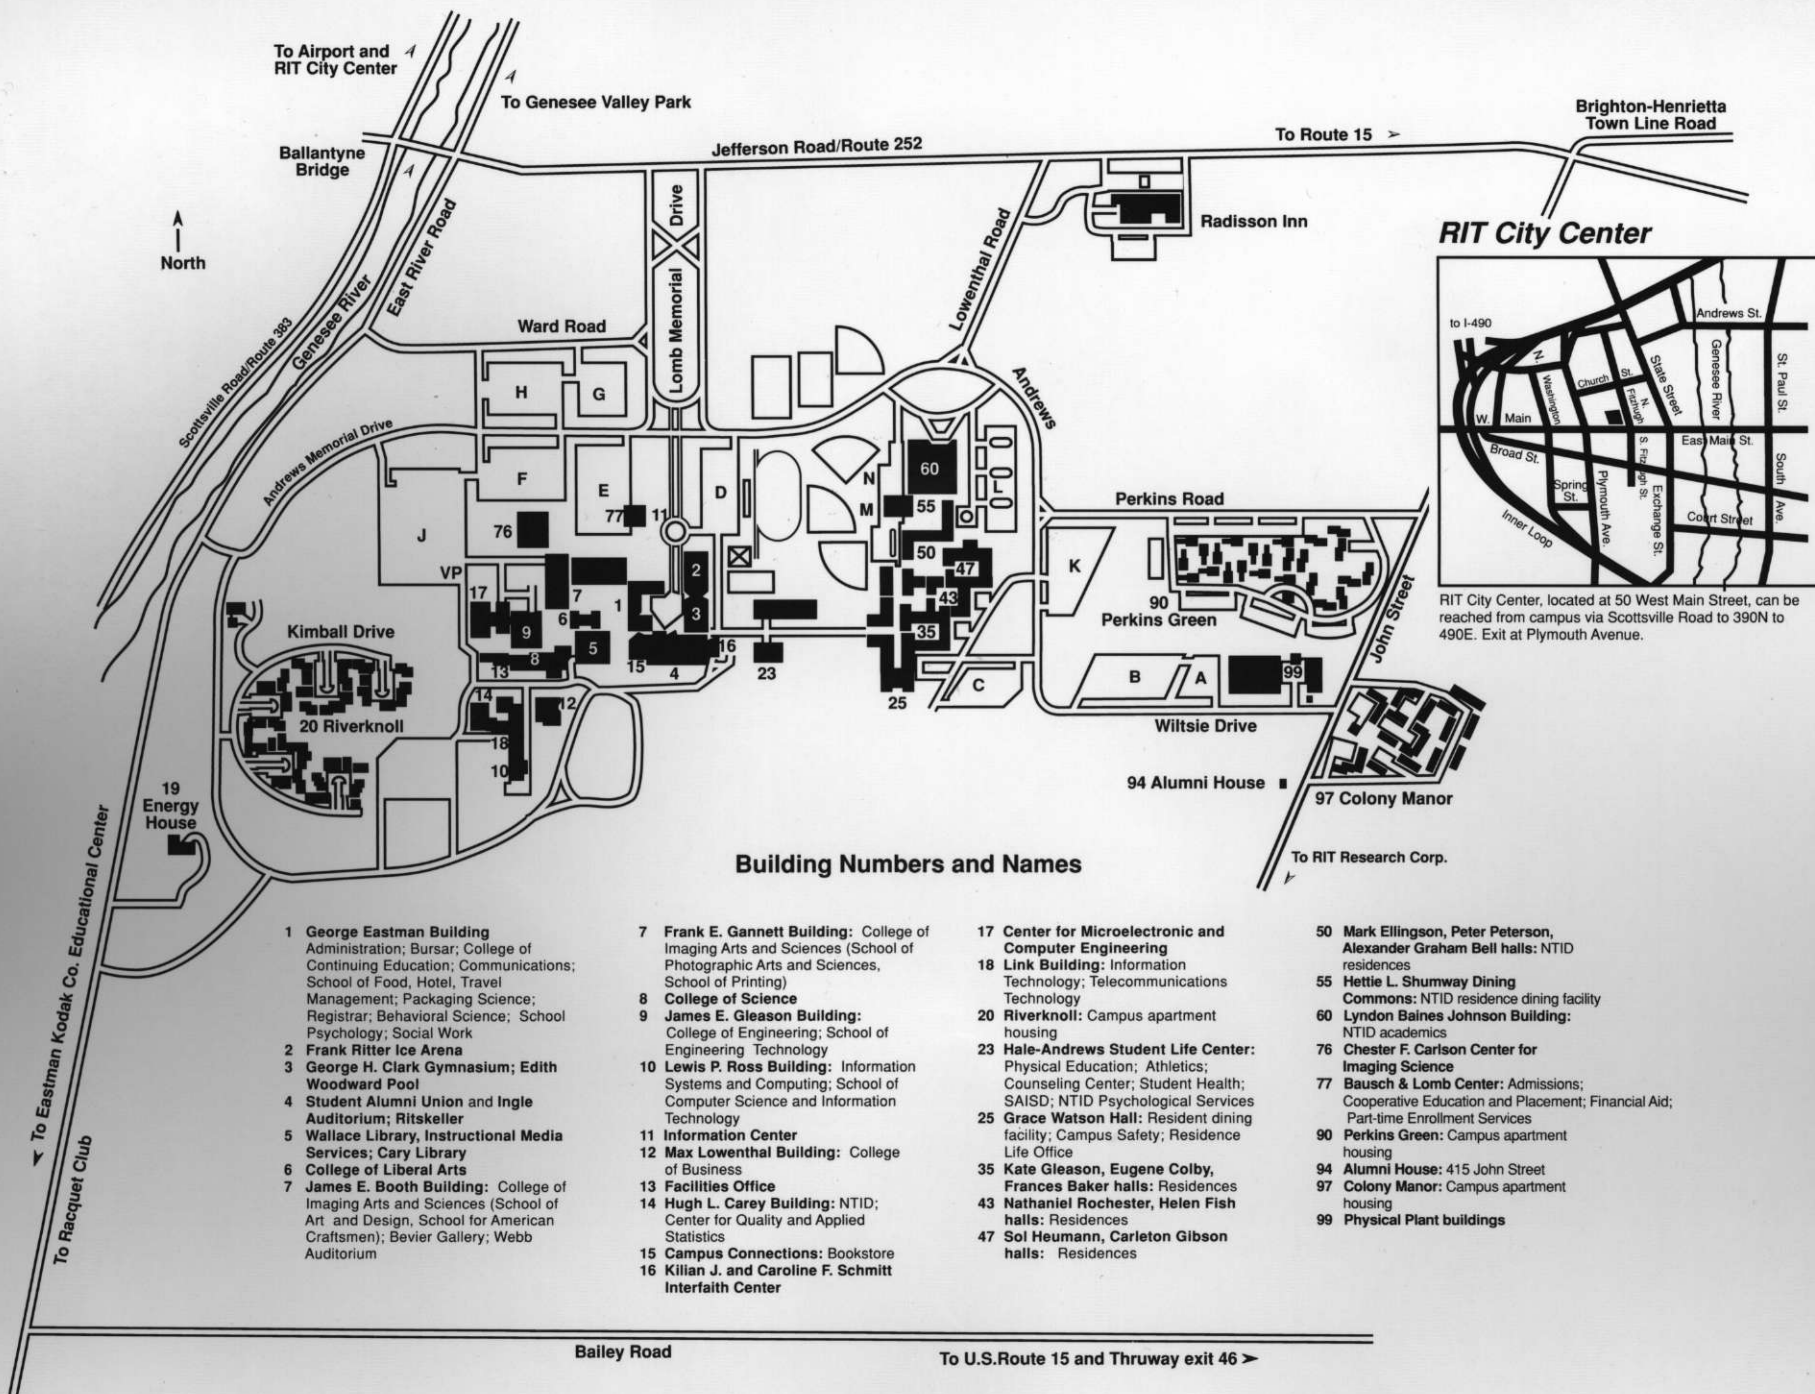 To Airport and
RIT City Center
To Genesee Valley Park
Brighton-Henrietta
Town Line Road
To Route 15
Jefferson Road/Route 252
Ballantyne
Bridge
Drive
Lomb Memorial
Radisson Inn
Lowenthal Road
East River Road
North
Genesee River
Scottsville Road/Route 383
Ward Road
Andrews
Andrews Memorial Drive
H
G
F
E
D
N
M
L
J
K
VP
60
55
50
47
43
35
25
77
11
76
2
3
17
7
1
6
9
5
8
13
15
4
16
23
14
12
18
10
Perkins Road
90
Perkins Green
John Street
B
A
C
99
Wiltsie Drive
94 Alumni House
97 Colony Manor
To RIT Research Corp.
Kimball Drive
20 Riverknoll
19
Energy
House
To Eastman Kodak Co. Educational Center
To Racquet Club
RIT City Center
to I-490
Andrews St.
N.
Washington
Church
St.
N.
Fitzhugh
State Street
Genesee River
St. Paul St.
W.
Main
East Main St.
Broad St.
S. Fitzhugh St.
Spring
St.
Plymouth Ave.
Exchange St.
South Ave.
Court Street
Inner Loop
RIT City Center, located at 50 West Main Street, can be
reached from campus via Scottsville Road to 390N to
490E. Exit at Plymouth Avenue.
Building Numbers and Names
1 George Eastman Building
Administration; Bursar; College of
Continuing Education; Communications;
School of Food, Hotel, Travel
Management; Packaging Science;
Registrar; Behavioral Science; School
Psychology; Social Work
2 Frank Ritter Ice Arena
3 George H. Clark Gymnasium; Edith
Woodward Pool
4 Student Alumni Union and Ingle
Auditorium; Ritskeller
5 Wallace Library, Instructional Media
Services; Cary Library
6 College of Liberal Arts
7 James E. Booth Building: College of
Imaging Arts and Sciences (School of
Art and Design, School for American
Craftsmen); Bevier Gallery; Webb
Auditorium
7 Frank E. Gannett Building: College of
Imaging Arts and Sciences (School of
Photographic Arts and Sciences,
School of Printing)
8 College of Science
9 James E. Gleason Building:
College of Engineering; School of
Engineering Technology
10 Lewis P. Ross Building: Information
Systems and Computing; School of
Computer Science and Information
Technology
11 Information Center
12 Max Lowenthal Building: College
of Business
13 Facilities Office
14 Hugh L. Carey Building: NTID;
Center for Quality and Applied
Statistics
15 Campus Connections: Bookstore
16 Kilian J. and Caroline F. Schmitt
Interfaith Center
17 Center for Microelectronic and
Computer Engineering
18 Link Building: Information
Technology; Telecommunications
Technology
20 Riverknoll: Campus apartment
housing
23 Hale-Andrews Student Life Center:
Physical Education; Athletics;
Counseling Center; Student Health;
SAISD; NTID Psychological Services
25 Grace Watson Hall: Resident dining
facility; Campus Safety; Residence
Life Office
35 Kate Gleason, Eugene Colby,
Frances Baker halls: Residences
43 Nathaniel Rochester, Helen Fish
halls: Residences
47 Sol Heumann, Carleton Gibson
halls: Residences
50 Mark Ellingson, Peter Peterson,
Alexander Graham Bell halls: NTID
residences
55 Hettie L. Shumway Dining
Commons: NTID residence dining facility
60 Lyndon Baines Johnson Building:
NTID academics
76 Chester F. Carlson Center for
Imaging Science
77 Bausch & Lomb Center: Admissions;
Cooperative Education and Placement; Financial Aid;
Part-time Enrollment Services
90 Perkins Green: Campus apartment
housing
94 Alumni House: 415 John Street
97 Colony Manor: Campus apartment
housing
99 Physical Plant buildings
Bailey Road
To U.S.Route 15 and Thruway exit 46